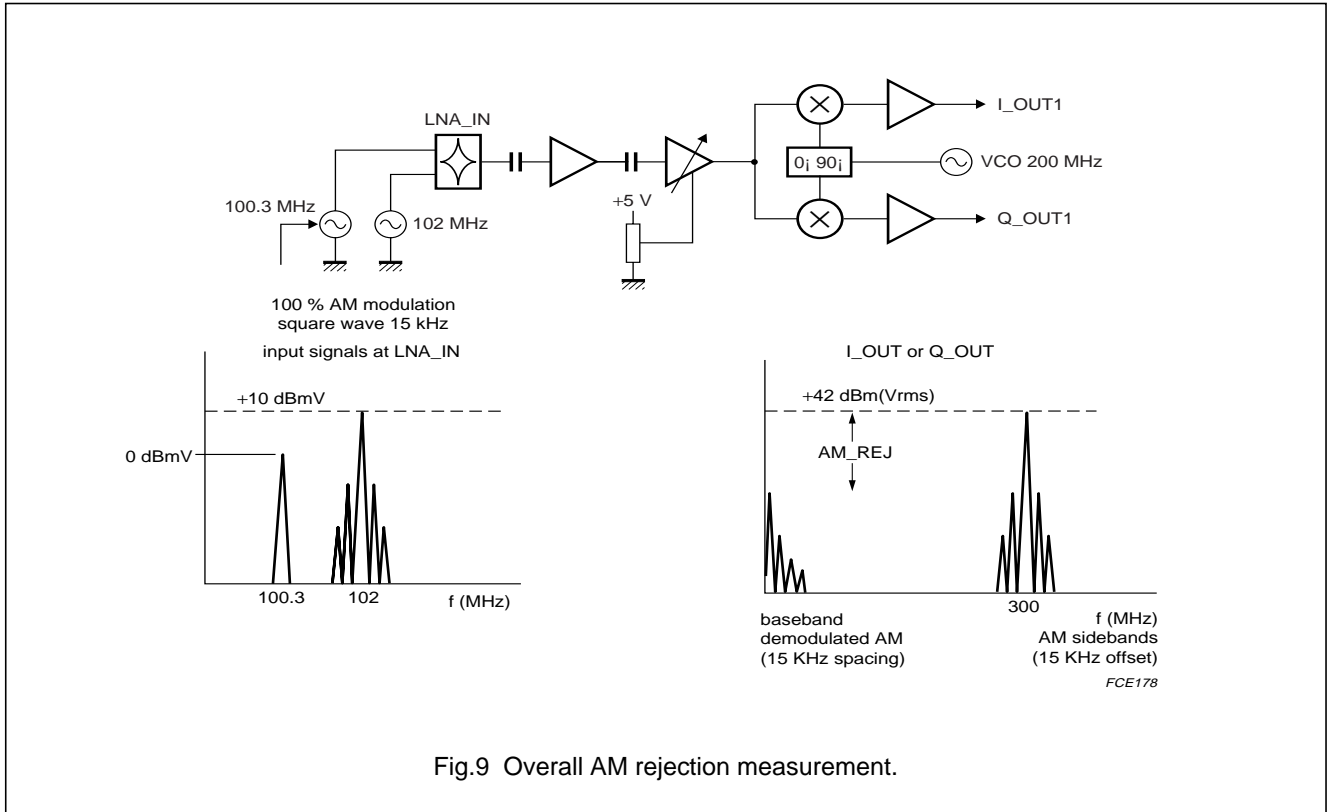 LNA_IN
I_OUT1
0¡ 90¡
VCO 200 MHz
+5 V
100.3 MHz
102 MHz
Q_OUT1
100 % AM modulation
square wave 15 kHz
input signals at LNA_IN
+10 dBmV
0 dBmV
100.3
102
f (MHz)
I_OUT or Q_OUT
+42 dBm(Vrms)
AM_REJ
300
f (MHz)
baseband
demodulated AM
(15 KHz spacing)
AM sidebands
(15 KHz offset)
FCE178
Fig.9 Overall AM rejection measurement.